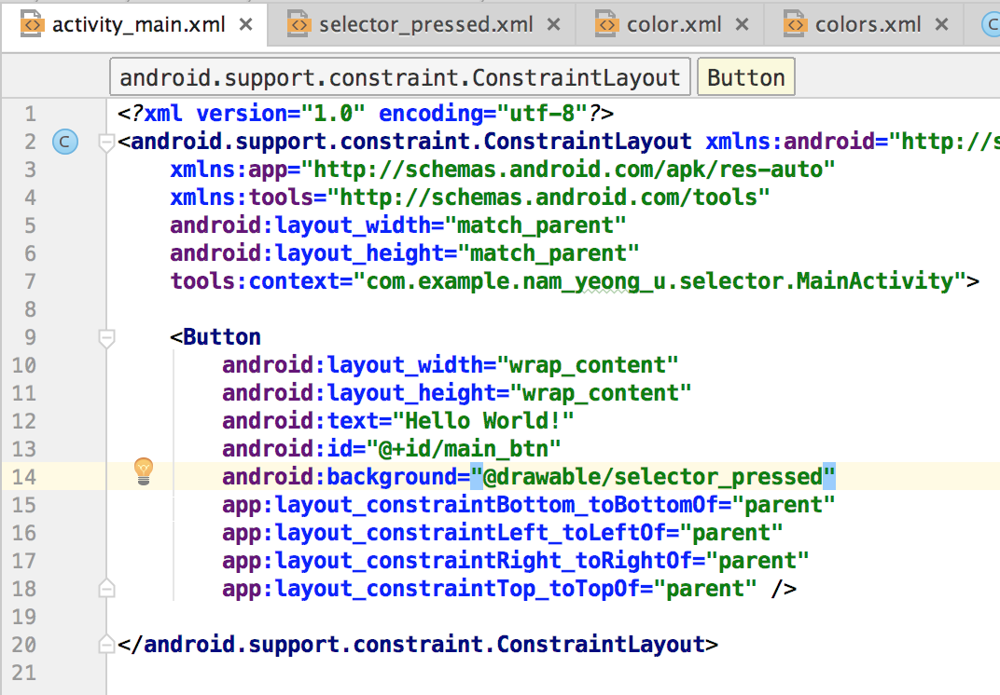 activity_main.xml selector_pressed.xml color.xml colors.xml C
android.support.constraint.ConstraintLayout Button
1 <?xml version="1.0" encoding="utf-8"?>
2 C <android.support.constraint.ConstraintLayout xmlns:android="http://s
3 xmlns:app="http://schemas.android.com/apk/res-auto"
4 xmlns:tools="http://schemas.android.com/tools"
5 android:layout_width="match_parent"
6 android:layout_height="match_parent"
7 tools:context="com.example.nam_yeong_u.selector.MainActivity">
8
9 <Button
10 android:layout_width="wrap_content"
11 android:layout_height="wrap_content"
12 android:text="Hello World!"
13 android:id="@+id/main_btn"
14 android:background="@drawable/selector_pressed"
15 app:layout_constraintBottom_toBottomOf="parent"
16 app:layout_constraintLeft_toLeftOf="parent"
17 app:layout_constraintRight_toRightOf="parent"
18 app:layout_constraintTop_toTopOf="parent" />
19
20 </android.support.constraint.ConstraintLayout>
21